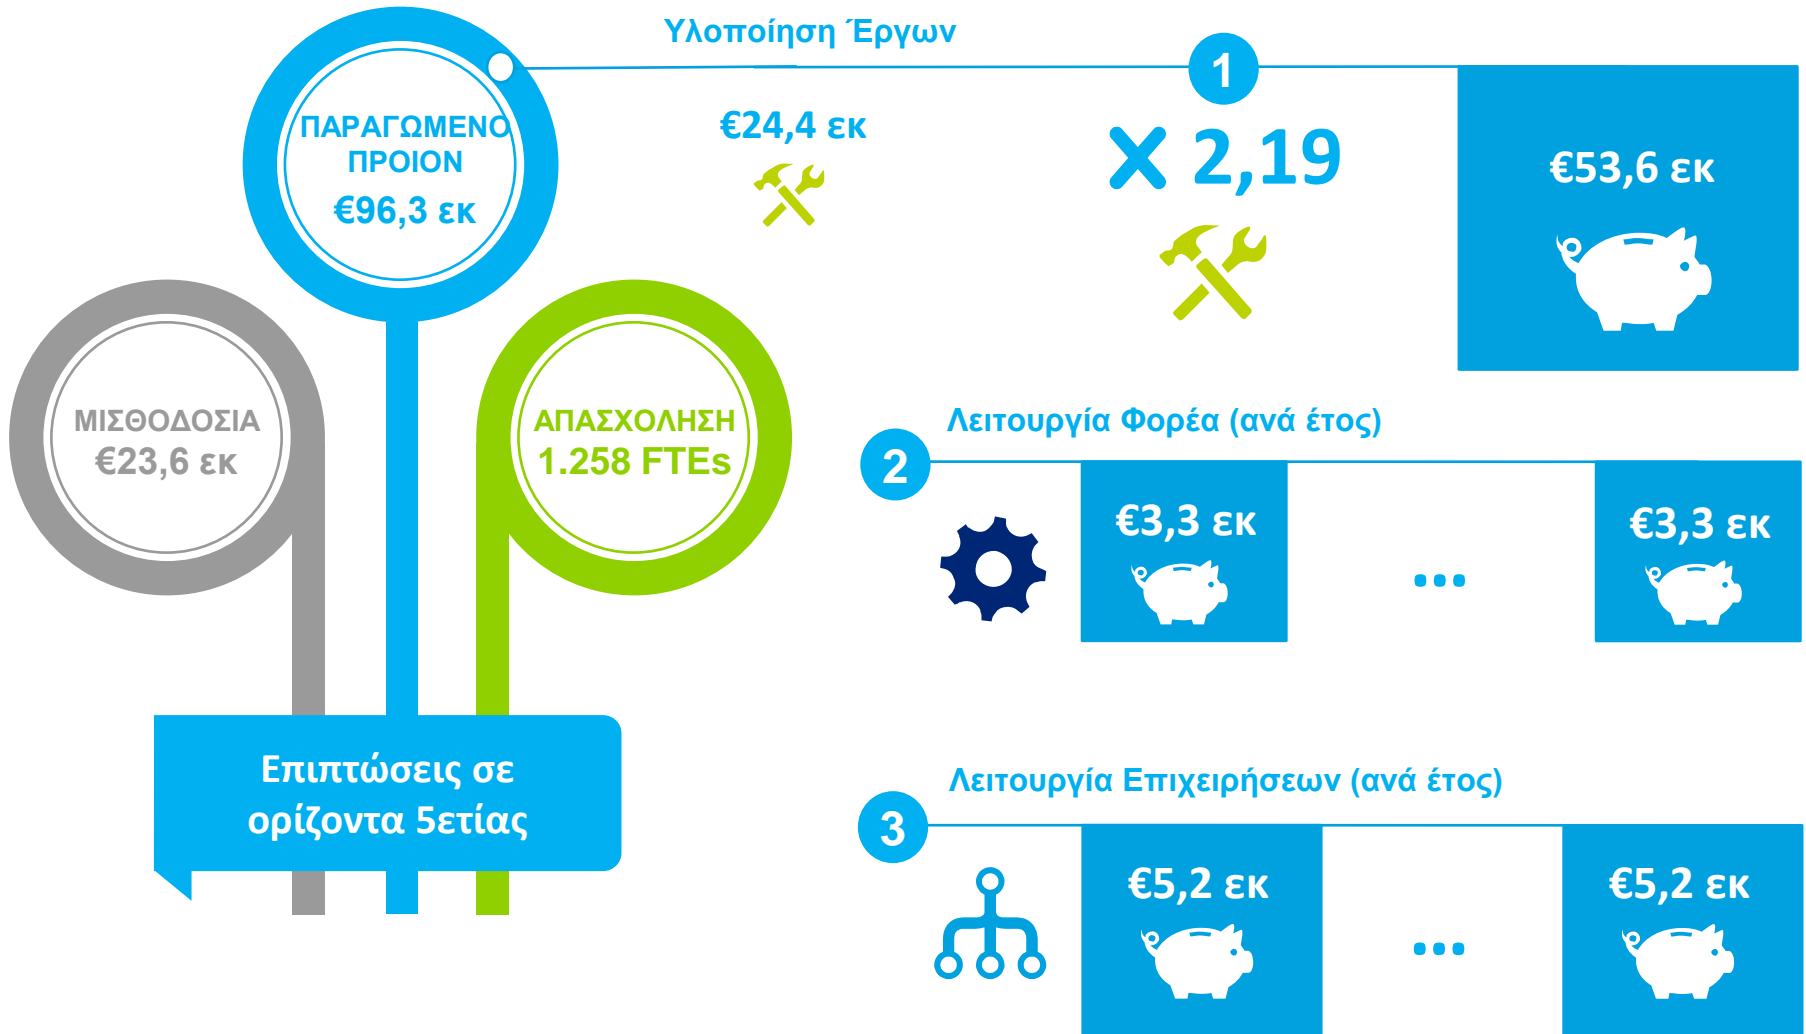 Υλοποίηση Έργων
ΠΑΡΑΓΩΜΕΝΟ
ΠΡΟΙΟΝ
€96,3 εκ
€24,4 εκ
1
X 2,19
€53,6 εκ
ΜΙΣΘΟΔΟΣΙΑ
€23,6 εκ
ΑΠΑΣΧΟΛΗΣΗ
1.258 FTEs
Λειτουργία Φορέα (ανά έτος)
2
€3,3 εκ
...
€3,3 εκ
Επιπτώσεις σε
ορίζοντα 5ετίας
Λειτουργία Επιχειρήσεων (ανά έτος)
3
€5,2 εκ
...
€5,2 εκ